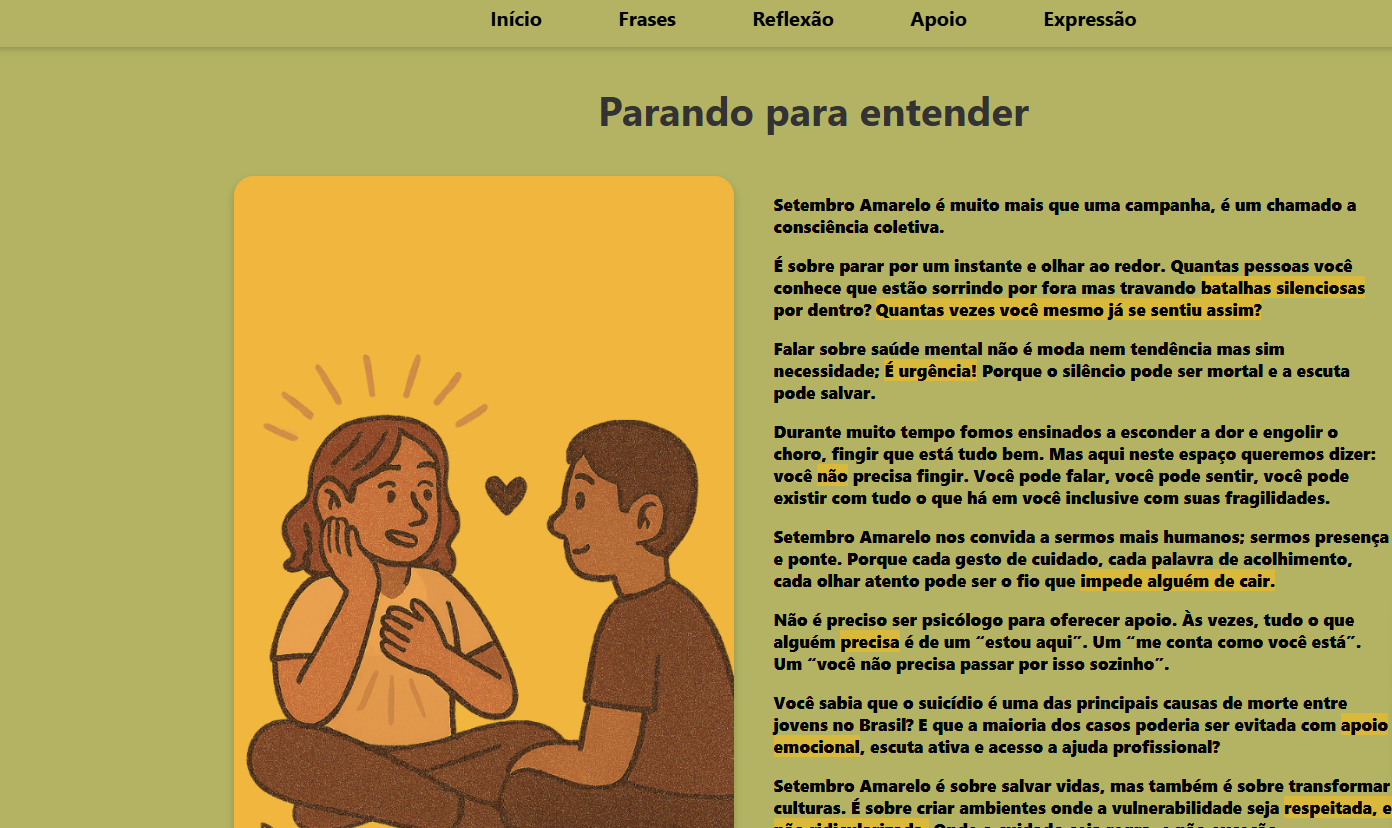 Início Frases Reflexão Apoio Expressão
Parando para entender
Setembro Amarelo é muito mais que uma campanha, é um chamado a
consciência coletiva.
É sobre parar por um instante e olhar ao redor. Quantas pessoas você
conhece que estão sorrindo por fora mas travando batalhas silenciosas
por dentro? Quantas vezes você mesmo já se sentiu assim?
Falar sobre saúde mental não é moda nem tendência mas sim
necessidade; É urgência! Porque o silêncio pode ser mortal e a escuta
pode salvar.
Durante muito tempo fomos ensinados a esconder a dor e engolir o
choro, fingir que está tudo bem. Mas aqui neste espaço queremos dizer:
você não precisa fingir. Você pode falar, você pode sentir, você pode
existir com tudo o que há em você inclusive com suas fragilidades.
Setembro Amarelo nos convida a sermos mais humanos; sermos presença
e ponte. Porque cada gesto de cuidado, cada palavra de acolhimento,
cada olhar atento pode ser o fio que impede alguém de cair.
Não é preciso ser psicólogo para oferecer apoio. Às vezes, tudo o que
alguém precisa é de um “estou aqui”. Um “me conta como você está”.
Um “você não precisa passar por isso sozinho”.
Você sabia que o suicídio é uma das principais causas de morte entre
jovens no Brasil? E que a maioria dos casos poderia ser evitada com apoio
emocional, escuta ativa e acesso a ajuda profissional?
Setembro Amarelo é sobre salvar vidas, mas também é sobre transformar
culturas. É sobre criar ambientes onde a vulnerabilidade seja respeitada, e